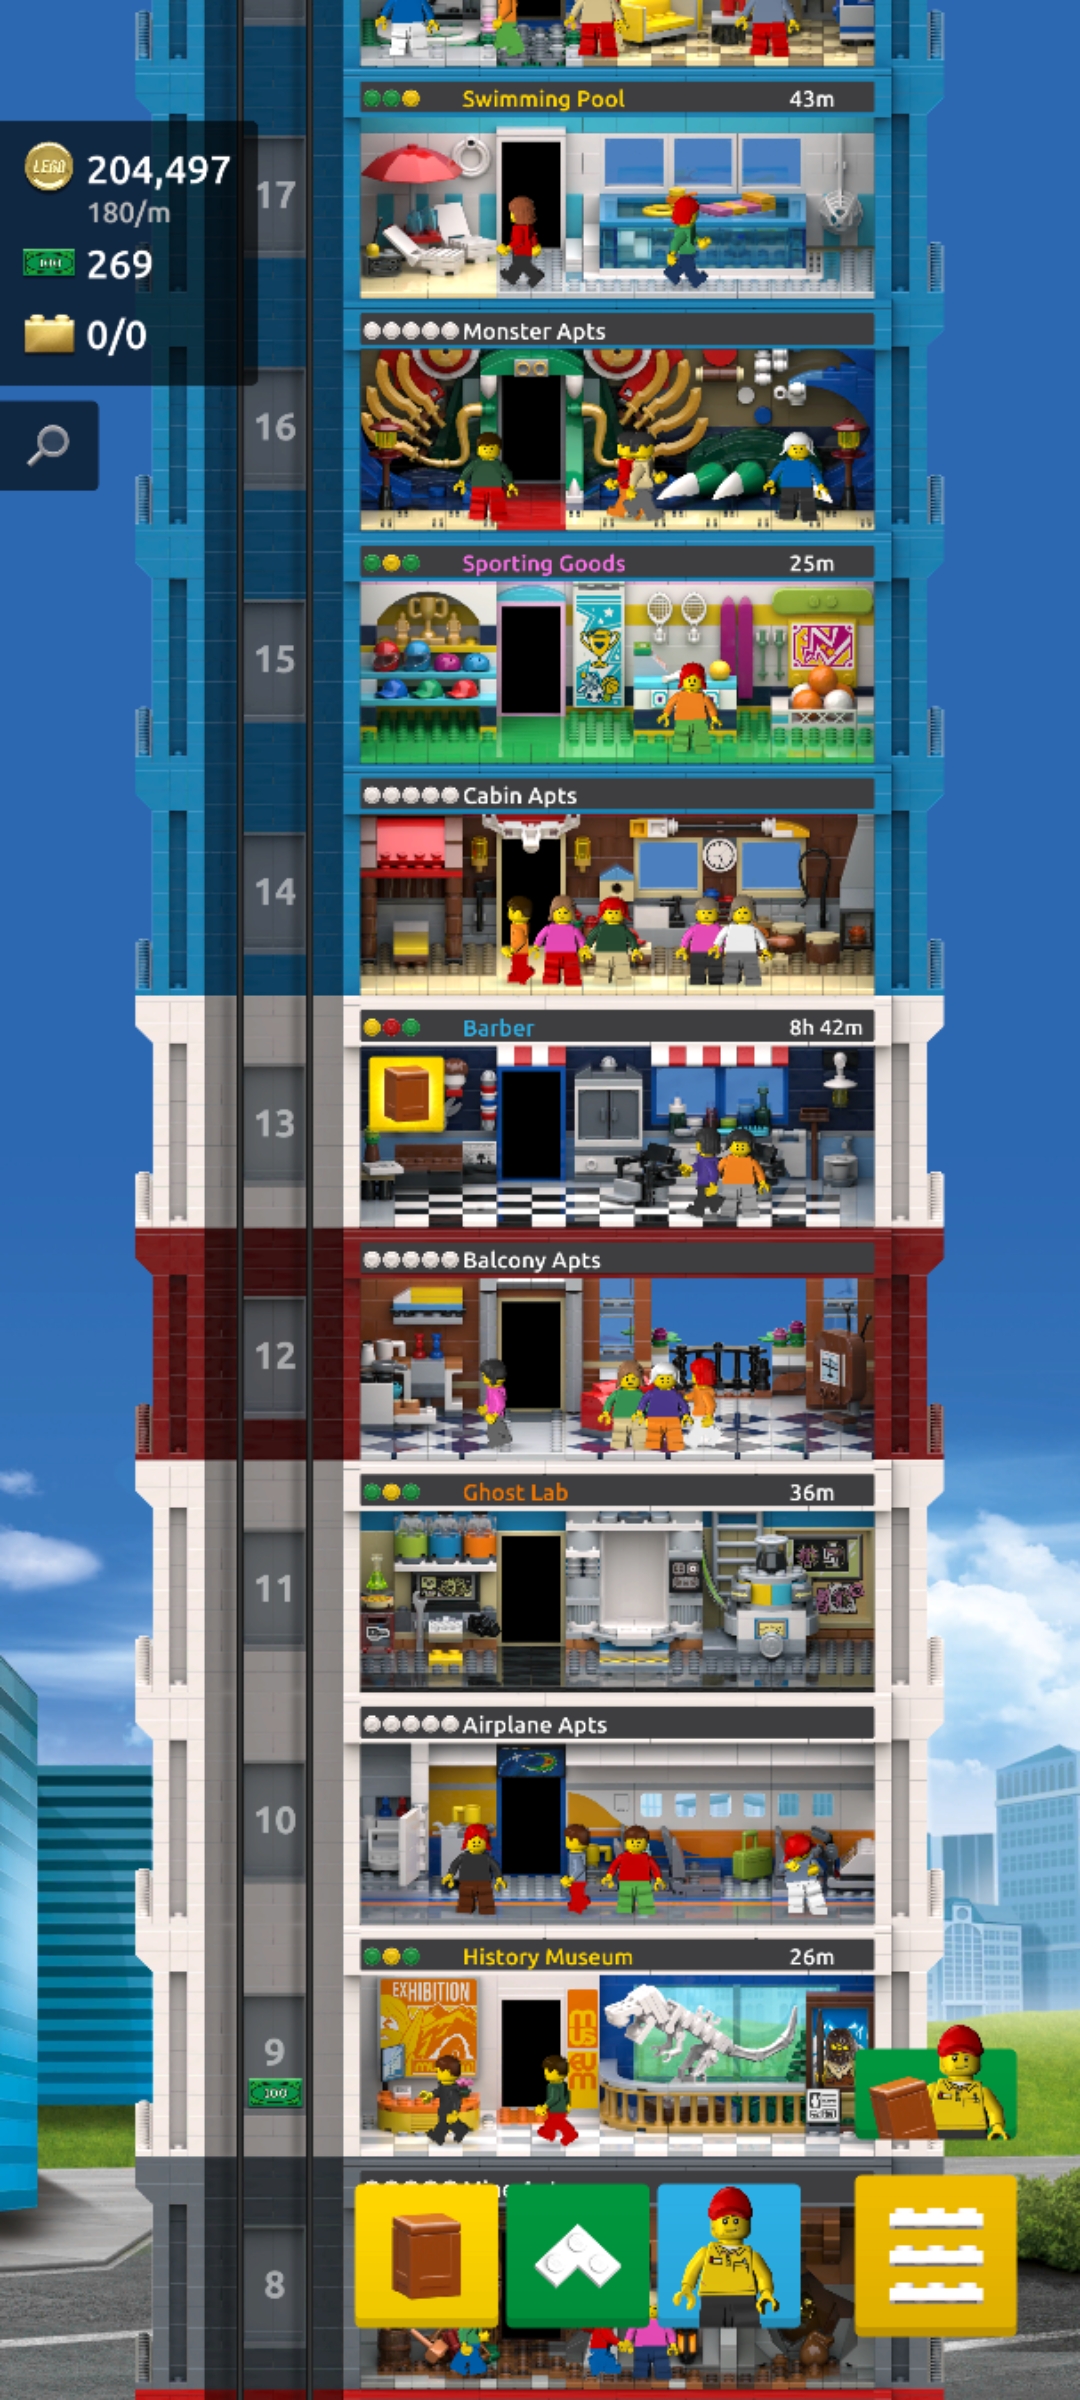 Swimming Pool 43m
LEGO 204,497
180/m
269
0/0
17
Monster Apts
16
Sporting Goods 25m
15
Cabin Apts
14
Barber 8h 42m
13
Balcony Apts
12
Ghost Lab 36m
11
Airplane Apts
10
History Museum 26m
EXHIBITION
9
100
8